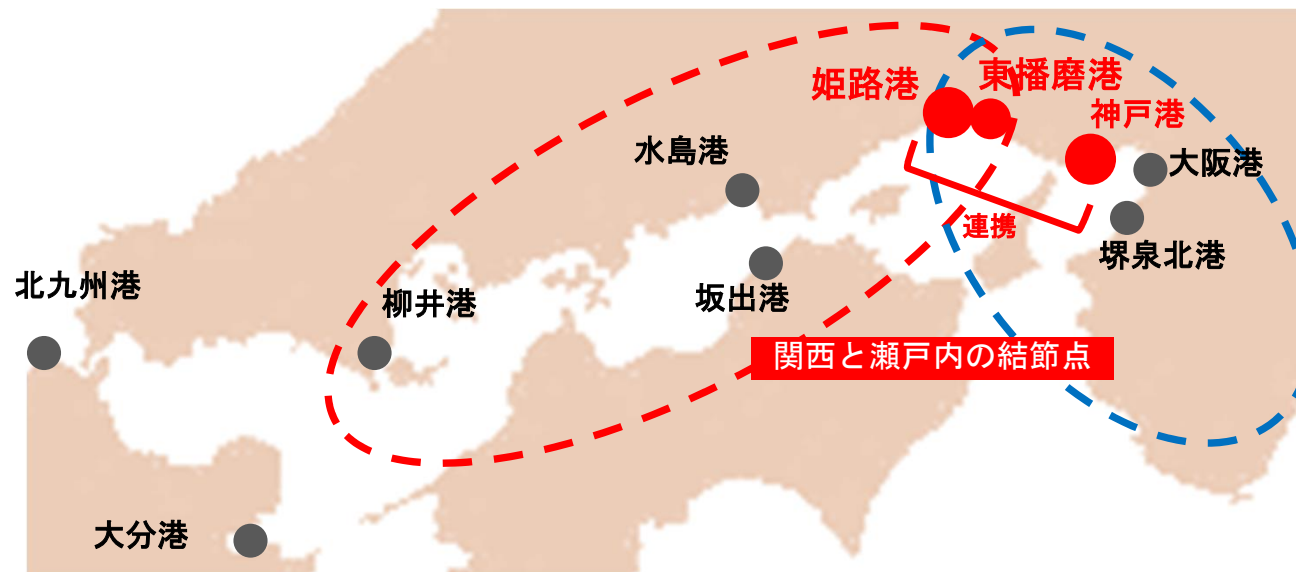 姫路港
東播磨港
神戸港
水島港
大阪港
連携
堺泉北港
北九州港
柳井港
坂出港
関西と瀬戸内の結節点
大分港